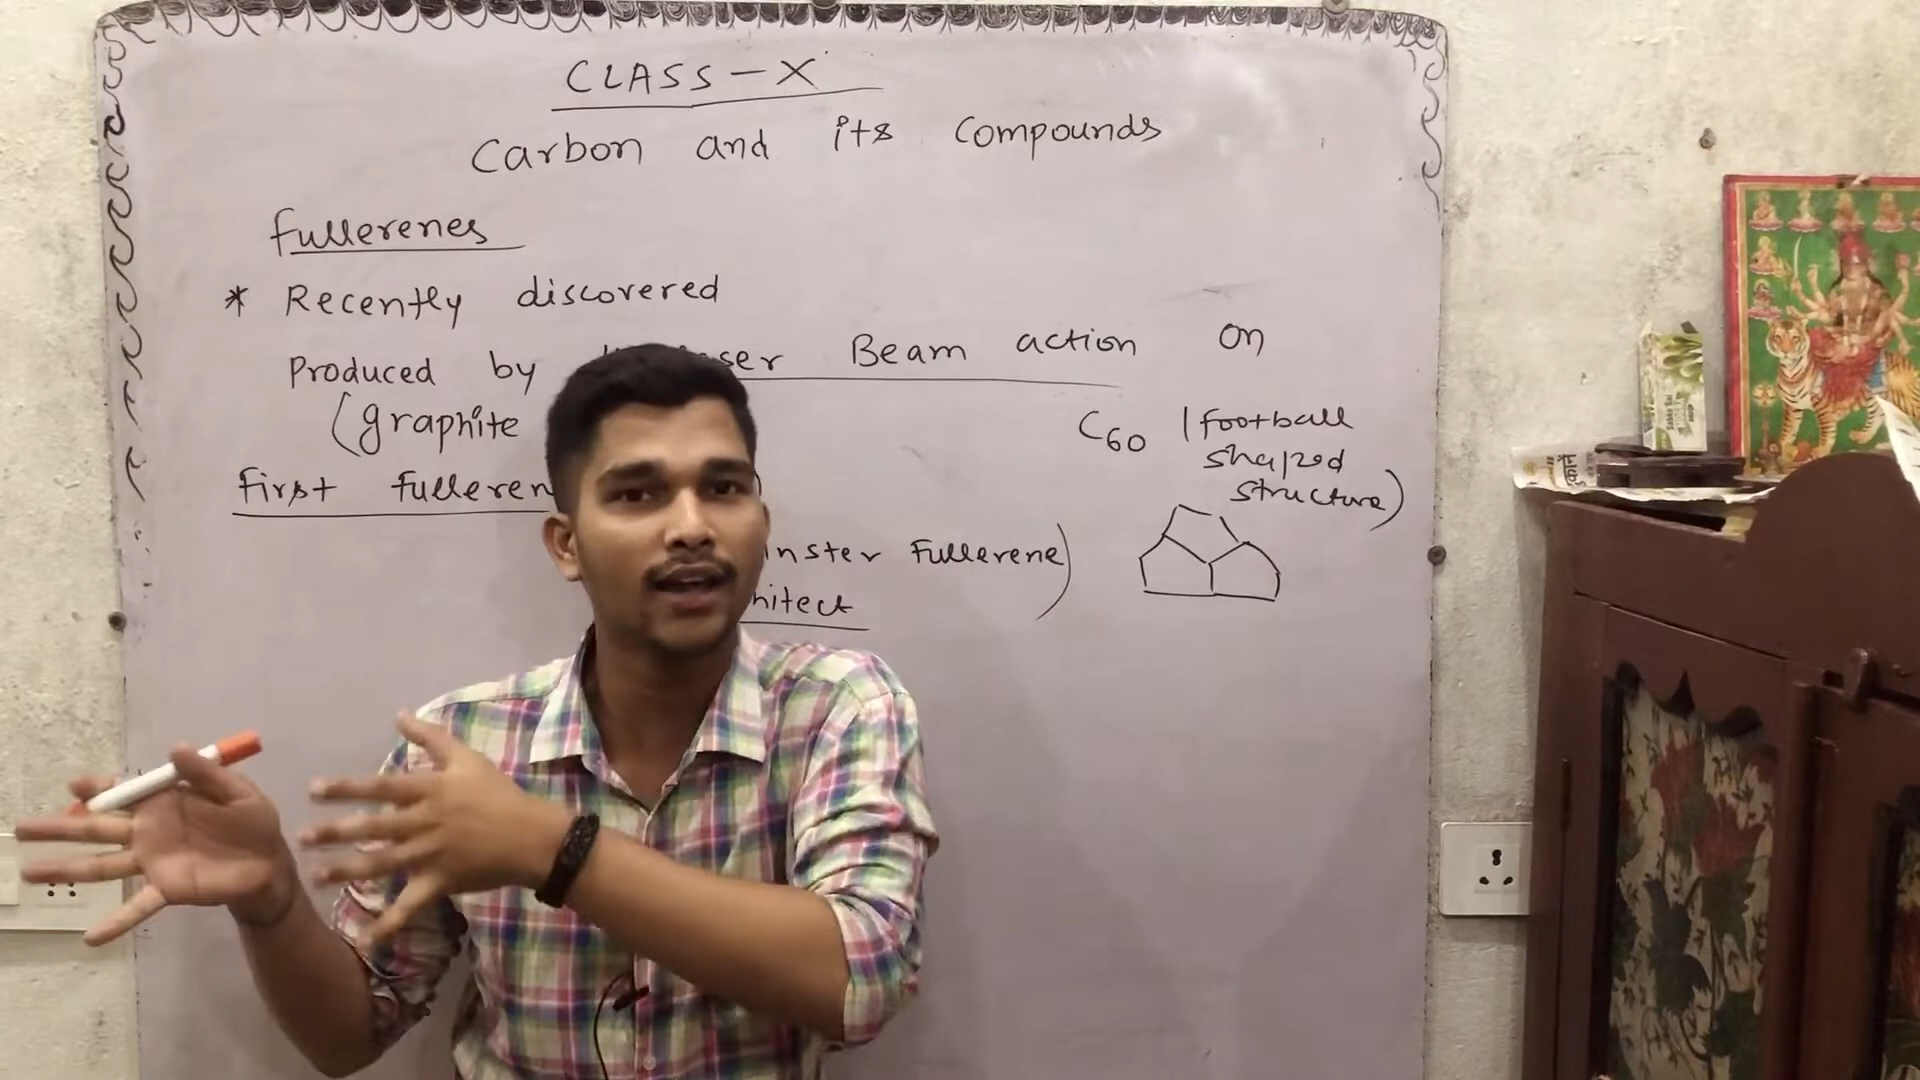 CLASS - X
Carbon and its Compounds
Fullerenes
* Recently discovered
Produced by Beam action on
(graphite
C60 (Football
shaped
structure)
First fulleren
inster Fullerene)
hitect